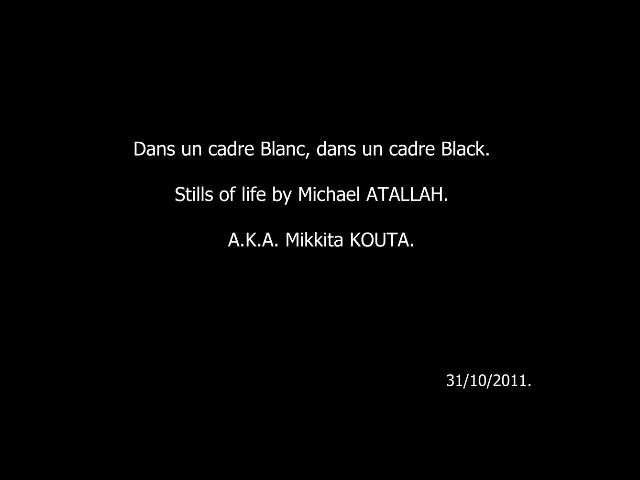 Dans un cadre Blanc, dans un cadre Black.
Stills of life by Michael ATALLAH.
A.K.A. Mikkita KOUTA.
31/10/2011.